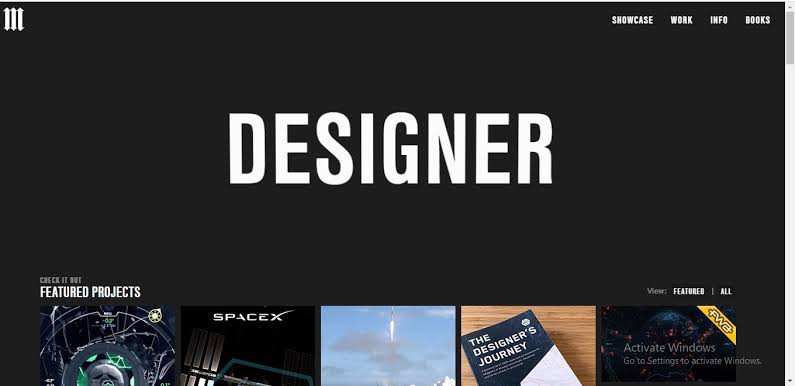 SHOWCASE WORK INFO BOOKS
DESIGNER
CHECK IT OUT
FEATURED PROJECTS
View: FEATURED | ALL
SPACEX
THE
DESIGNER'S
JOURNEY
FWA
Activate Windows
Go to Settings to activate Windows.